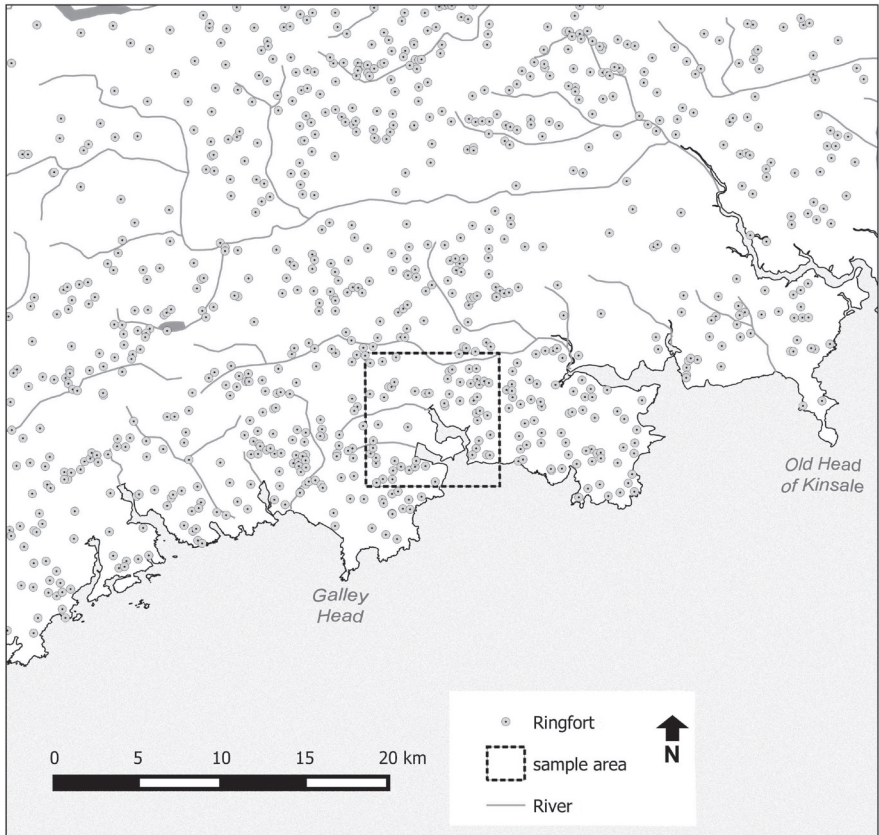 Old Head
of Kinsale
Galley
Head
Ringfort
sample area
River
N
0 5 10 15 20 km